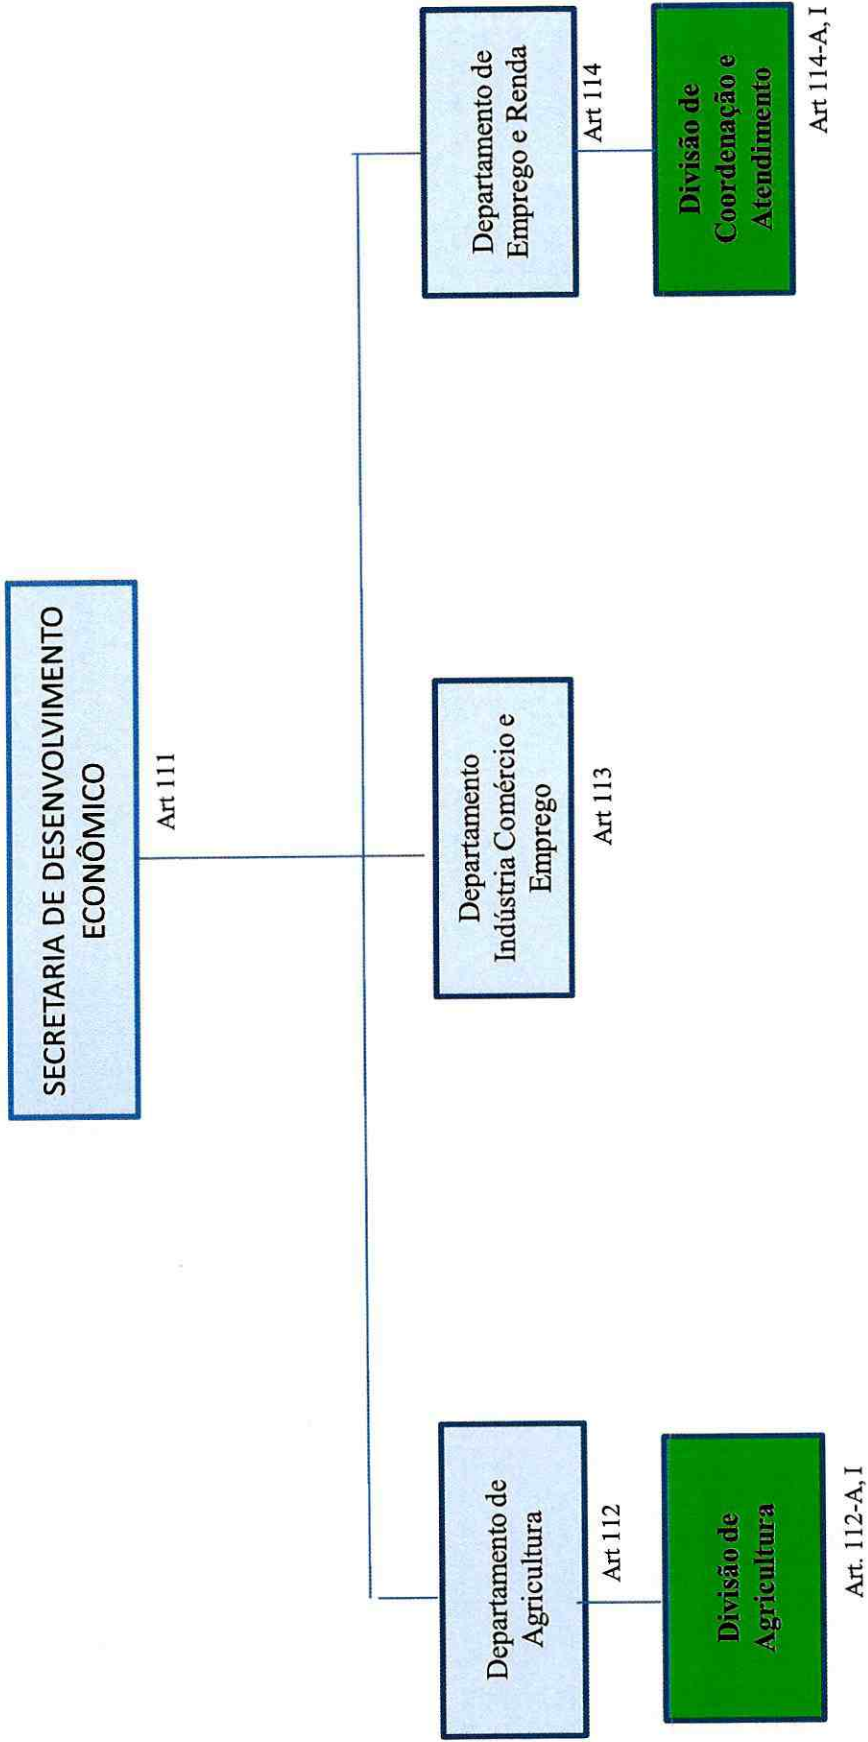 SECRETARIA DE DESENVOLVIMENTO
ECONÔMICO
Art 111
Departamento de
Agricultura
Art 112
Divisão de
Agricultura
Art. 112-A, I
Departamento
Indústria Comércio e
Emprego
Art 113
Departamento de
Emprego e Renda
Art 114
Divisão de
Coordenação e
Atendimento
Art 114-A, I